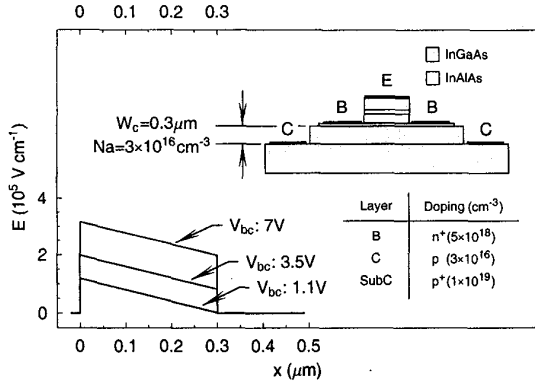 0 0.1 0.2 0.3
InGaAs
InAlAs
E
B B
W_c=0.3μm
Na=3×10^16cm^-3
C C
E (10^5 V cm^-1)
4
2
0
V_bc: 7V
V_bc: 3.5V
V_bc: 1.1V
Layer Doping (cm^-3)
B n^+(5×10^18)
C p (3×10^16)
SubC p^+(1×10^19)
0 0.1 0.2 0.3 0.4 0.5
x (μm)